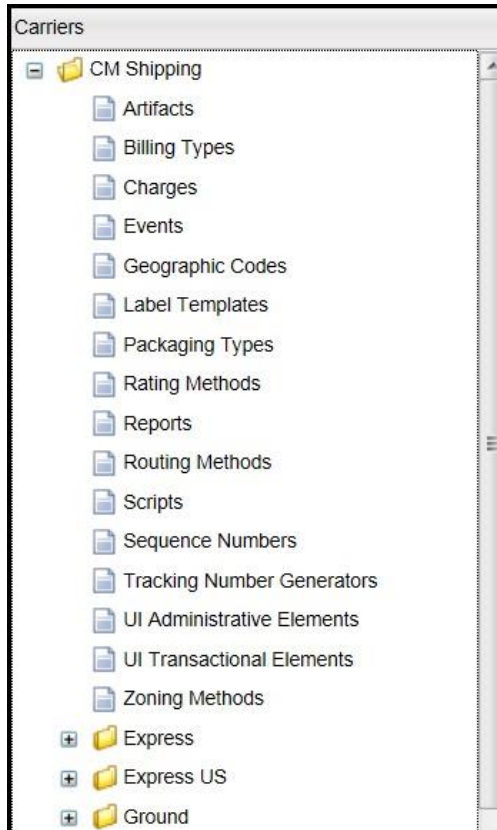 Carriers
CM Shipping
Artifacts
Billing Types
Charges
Events
Geographic Codes
Label Templates
Packaging Types
Rating Methods
Reports
Routing Methods
Scripts
Sequence Numbers
Tracking Number Generators
UI Administrative Elements
UI Transactional Elements
Zoning Methods
Express
Express US
Ground